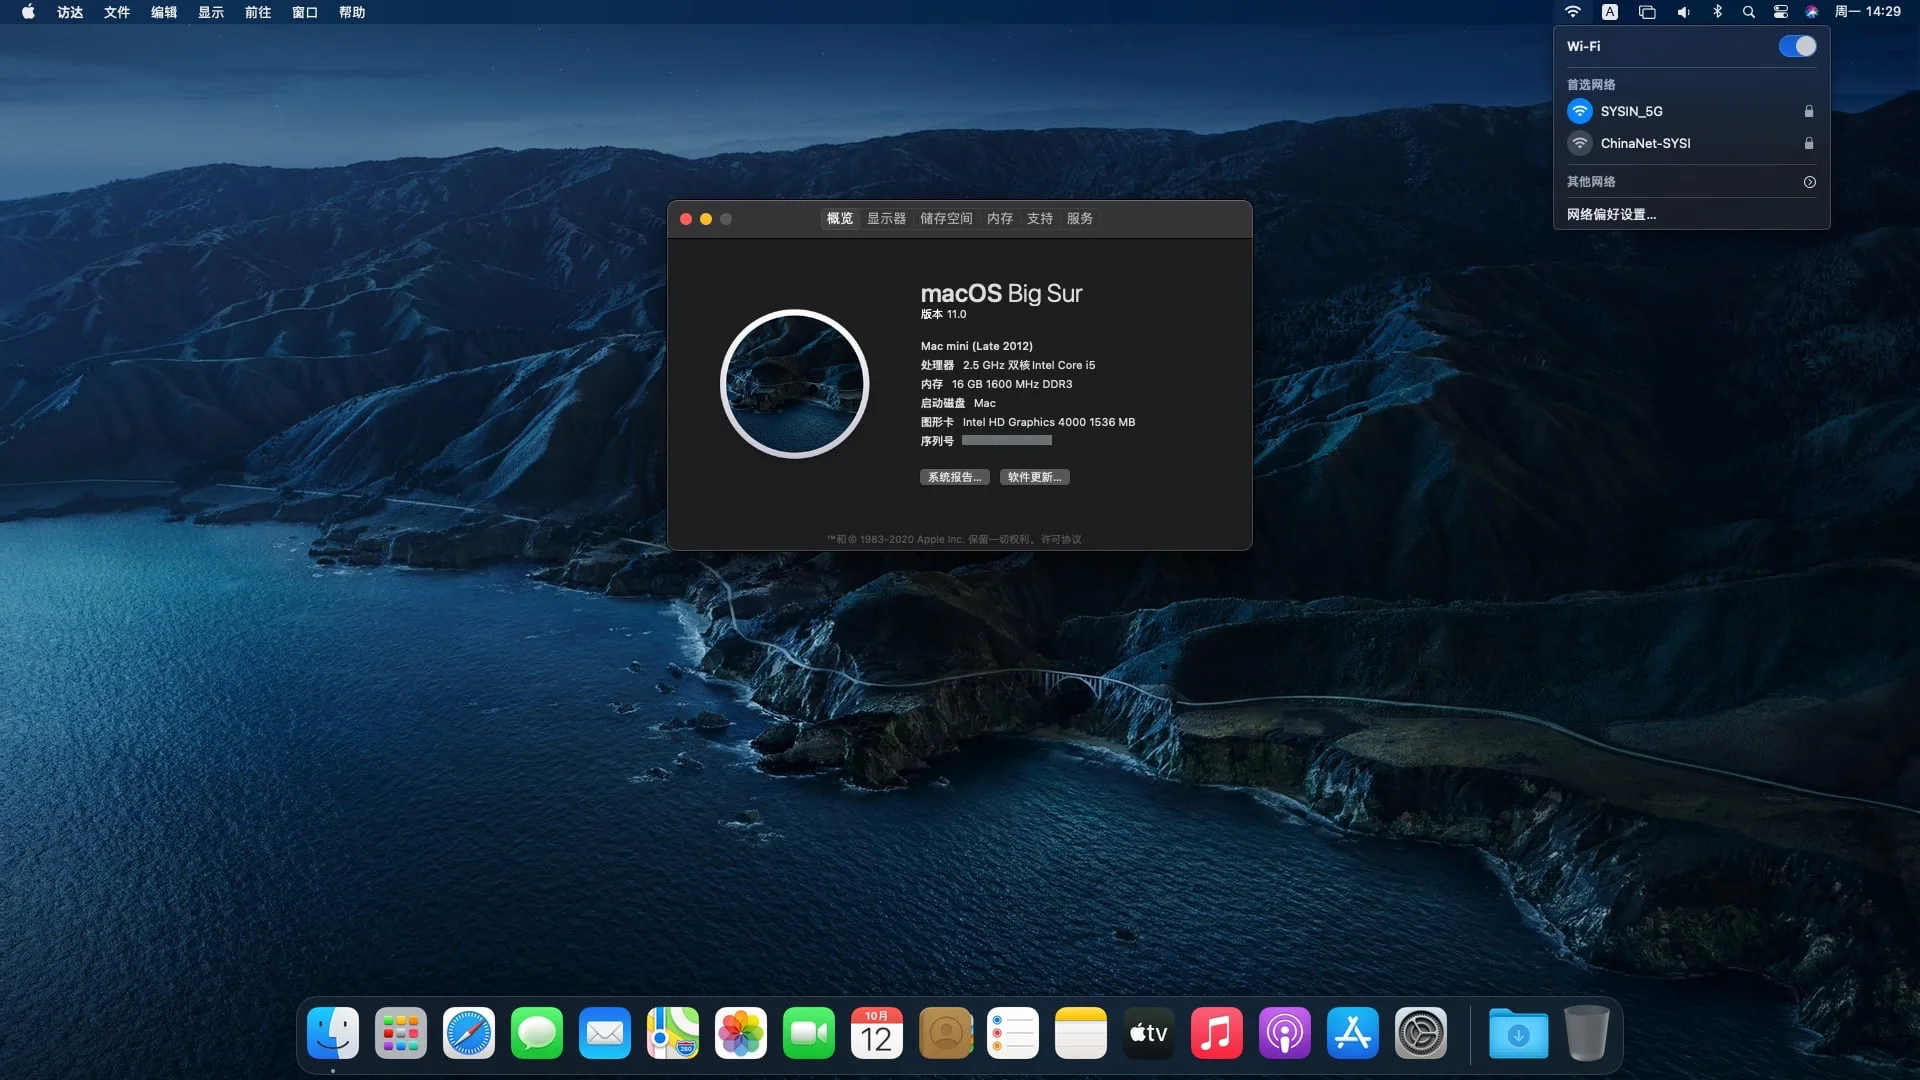 访达 文件 编辑 显示 前往 窗口 帮助 A 周一 14:29
Wi-Fi
首选网络
SYSIN_5G
ChinaNet-SYSI
其他网络
网络偏好设置...
概览 显示器 储存空间 内存 支持 服务
macOS Big Sur
版本 11.0
Mac mini (Late 2012)
处理器 2.5 GHz 双核Intel Core i5
内存 16 GB 1600 MHz DDR3
启动磁盘 Mac
图形卡 Intel HD Graphics 4000 1536 MB
序列号
系统报告... 软件更新...
™和© 1983-2020 Apple Inc. 保留一切权利。许可协议
280
10月
12
tv